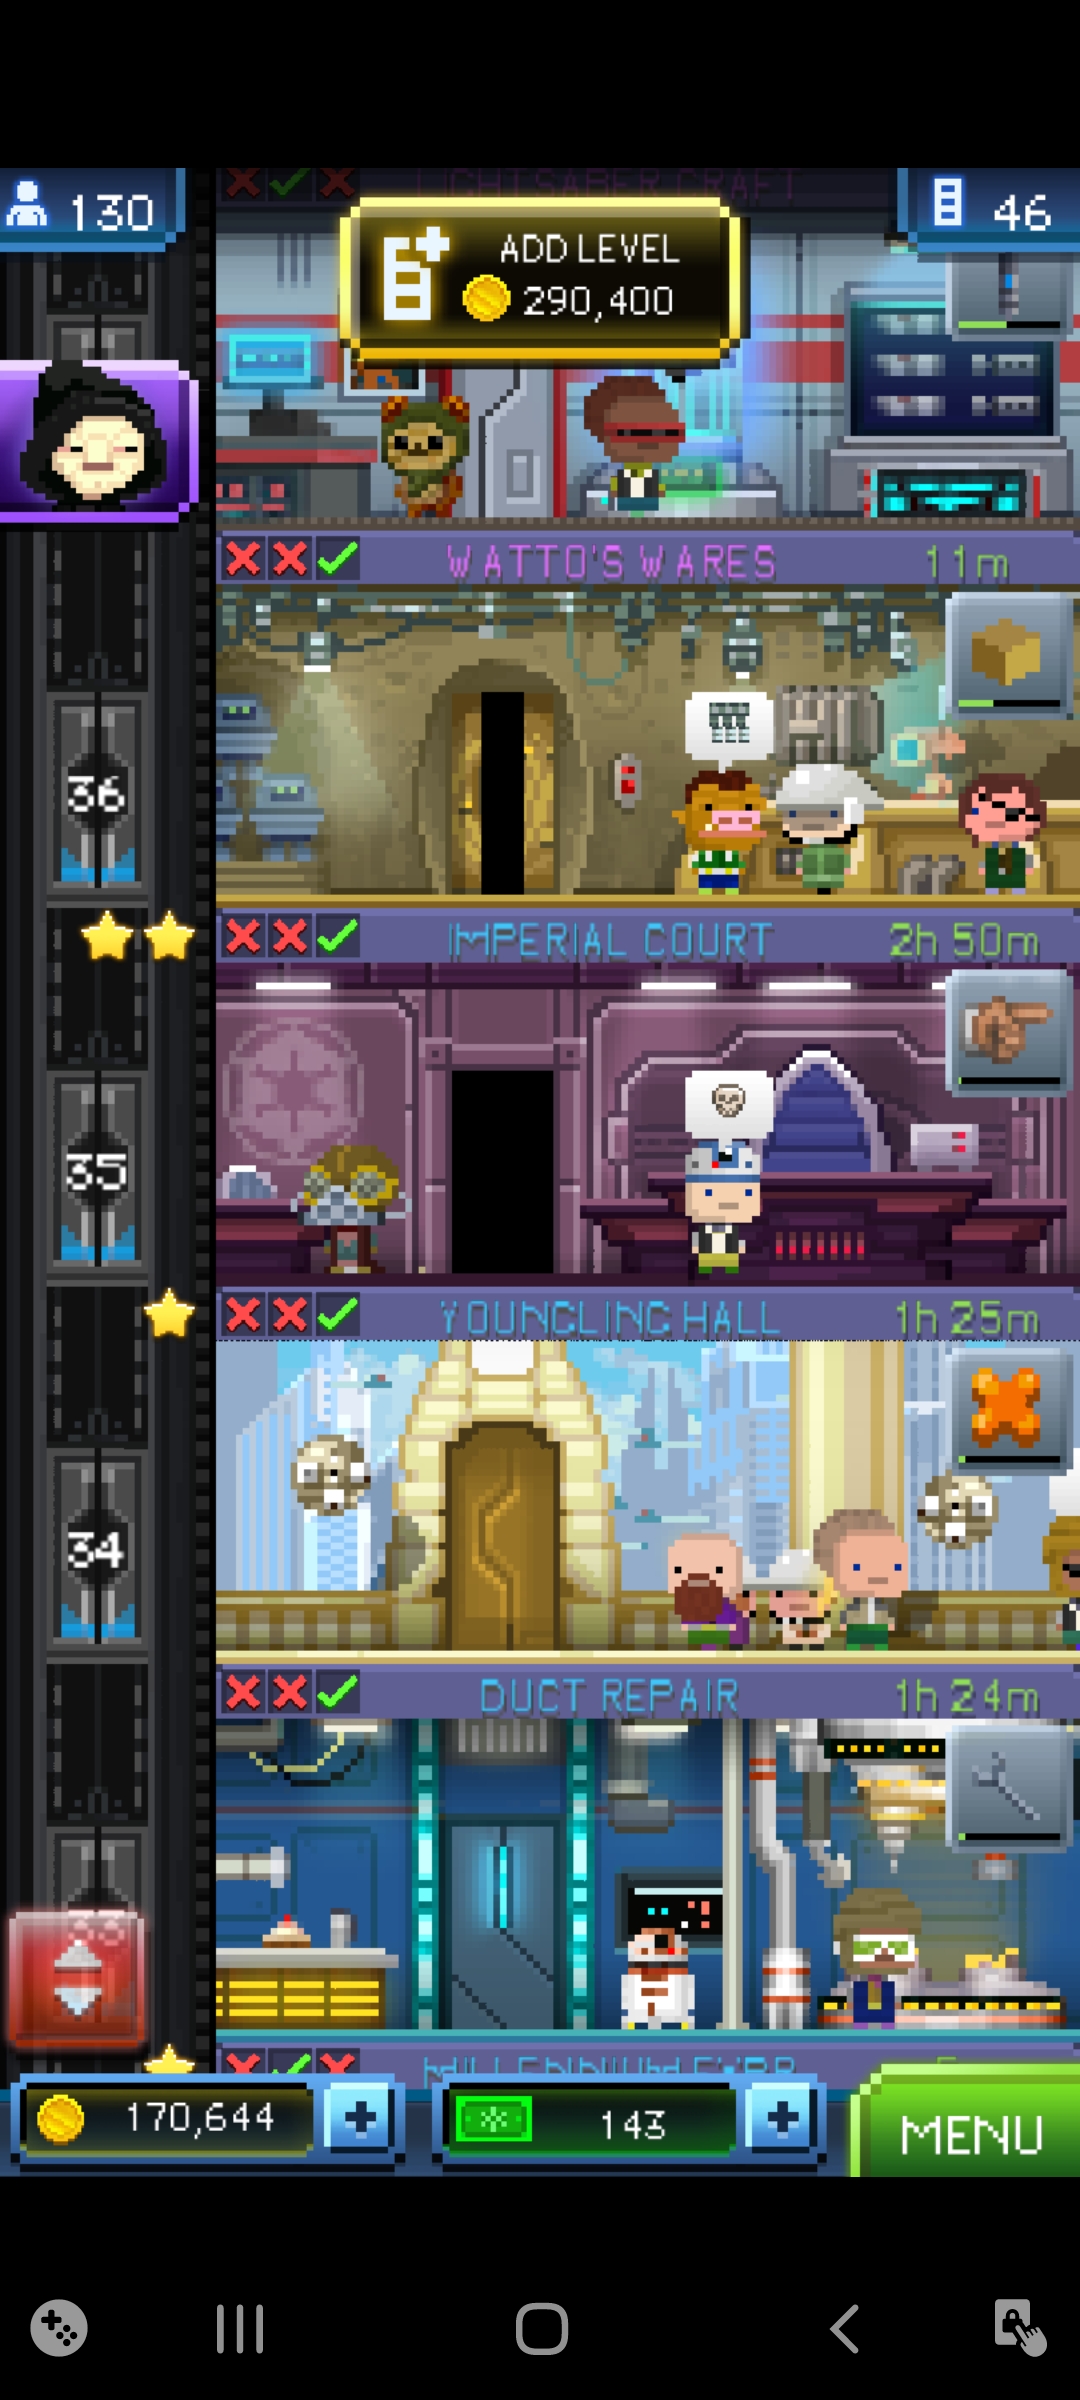 LIGHTSABER CRAFT
130
46
ADD LEVEL
290,400
WATTO'S WARES 11m
36
IMPERIAL COURT 2h 50m
35
YOUNGLING HALL 1h 25m
34
DUCT REPAIR 1h 24m
170,644
143
MENU